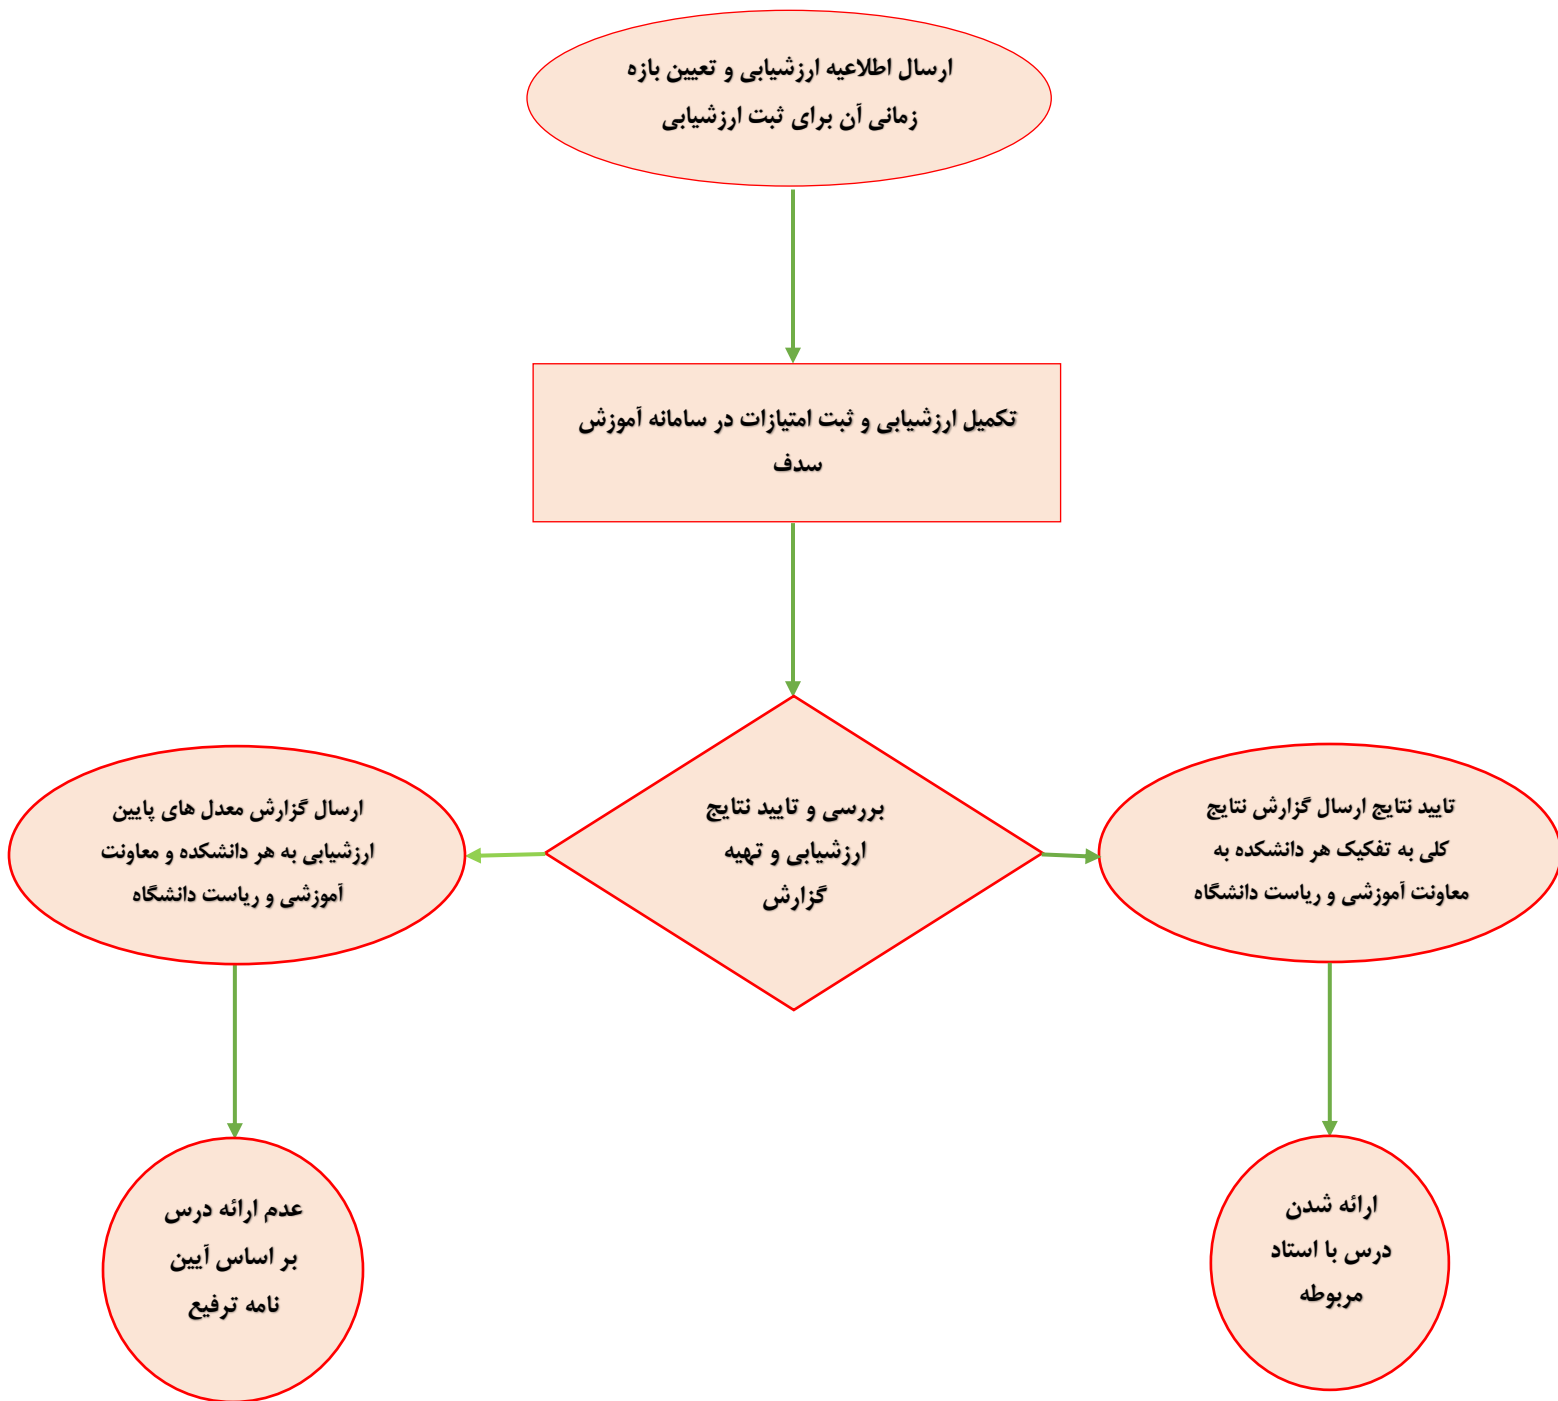 ارسال اطلاعیه ارزشیابی و تعیین بازه
زمانی آن برای ثبت ارزشیابی
تکمیل ارزشیابی و ثبت امتیازات در سامانه آموزش
سدف
بررسی و تایید نتایج
ارزشیابی و تهیه
گزارش
تایید نتایج ارسال گزارش نتایج
کلی به تفکیک هر دانشکده به
معاونت آموزشی و ریاست دانشگاه
ارسال گزارش معدل های پایین
ارزشیابی به هر دانشکده و معاونت
آموزشی و ریاست دانشگاه
ارائه شدن
درس با استاد
مربوطه
عدم ارائه درس
بر اساس آیین
نامه ترفیع